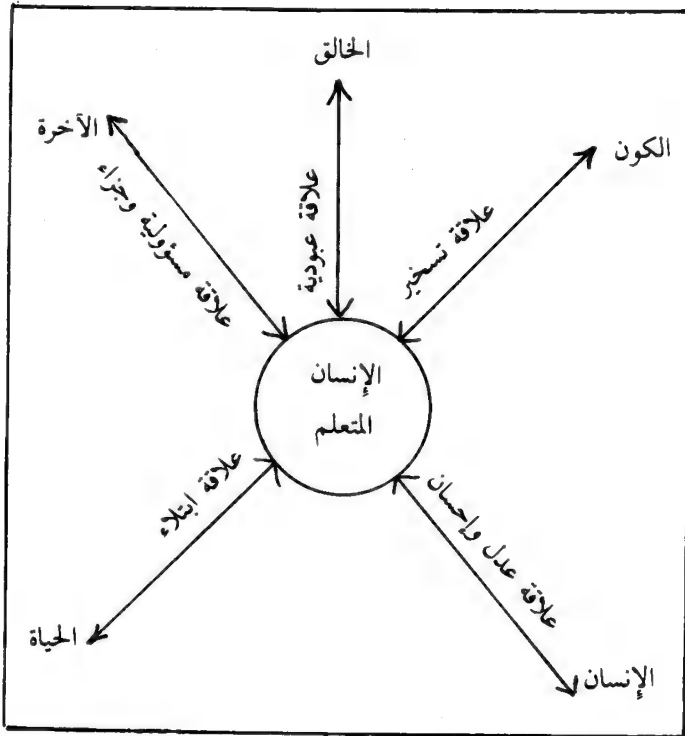 الخالق
الكون
الآخرة
علاقة عبودية
علاقة تسخير
علاقة مسؤولية وجزاء
الإنسان
المتعلم
علاقة ابتلاء
علاقة عدل وإحسان
الحياة
الإنسان